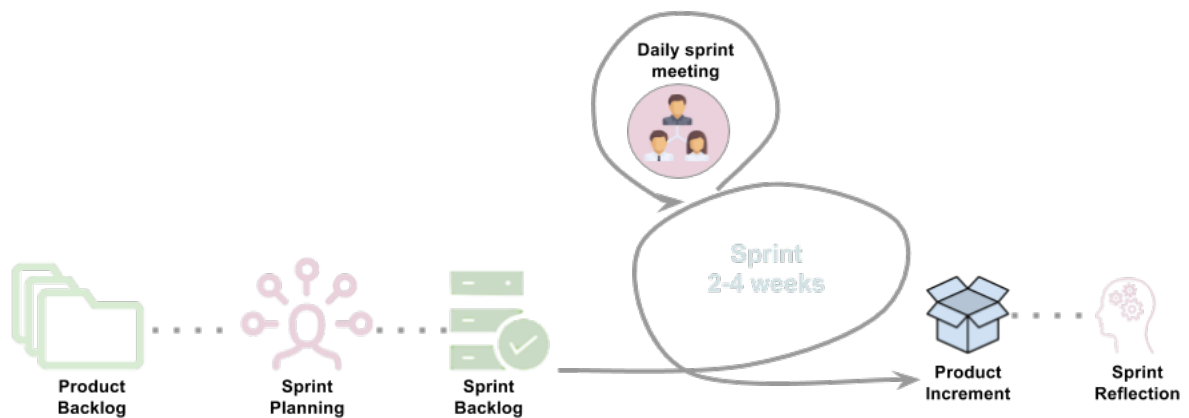 Daily sprint
meeting
Sprint
2-4 weeks
Product
Backlog
Sprint
Planning
Sprint
Backlog
Product
Increment
Sprint
Reflection